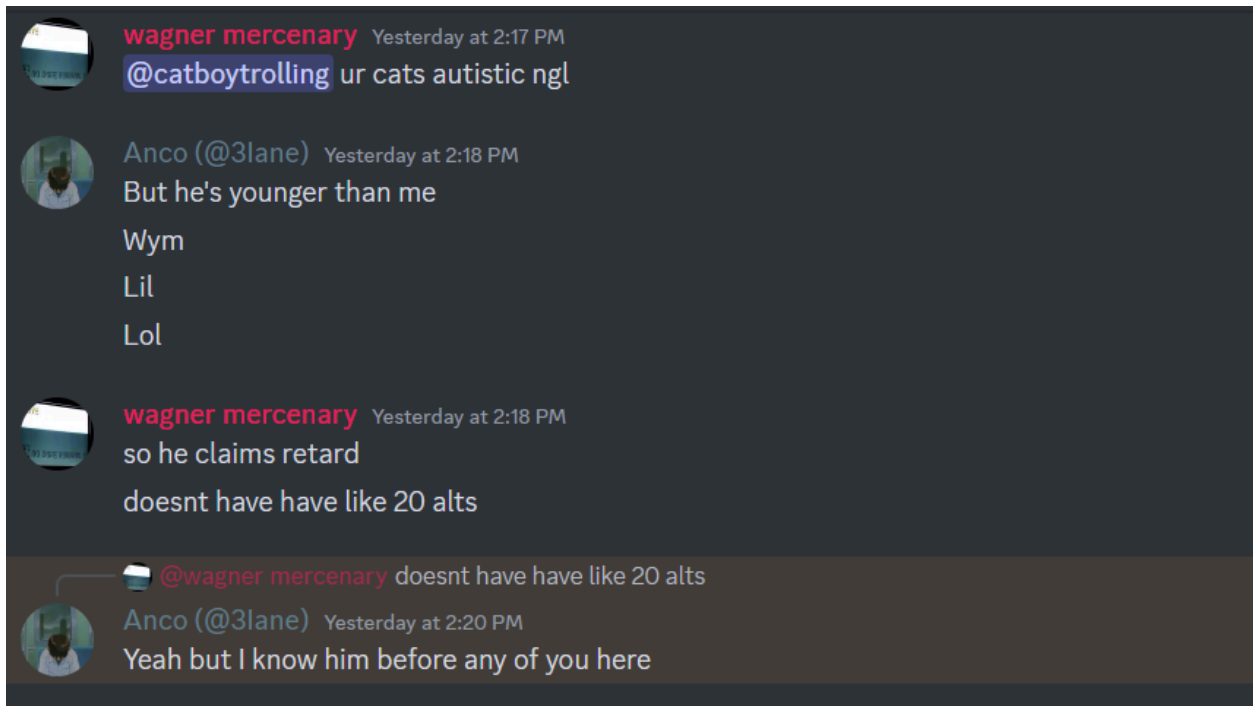 wagner mercenary Yesterday at 2:17 PM
@catboytrolling ur cats autistic ngl
Anco (@3lane) Yesterday at 2:18 PM
But he's younger than me
Wym
Lil
Lol
wagner mercenary Yesterday at 2:18 PM
so he claims retard
doesnt have have like 20 alts
@wagner mercenary doesnt have have like 20 alts
Anco (@3lane) Yesterday at 2:20 PM
Yeah but I know him before any of you here